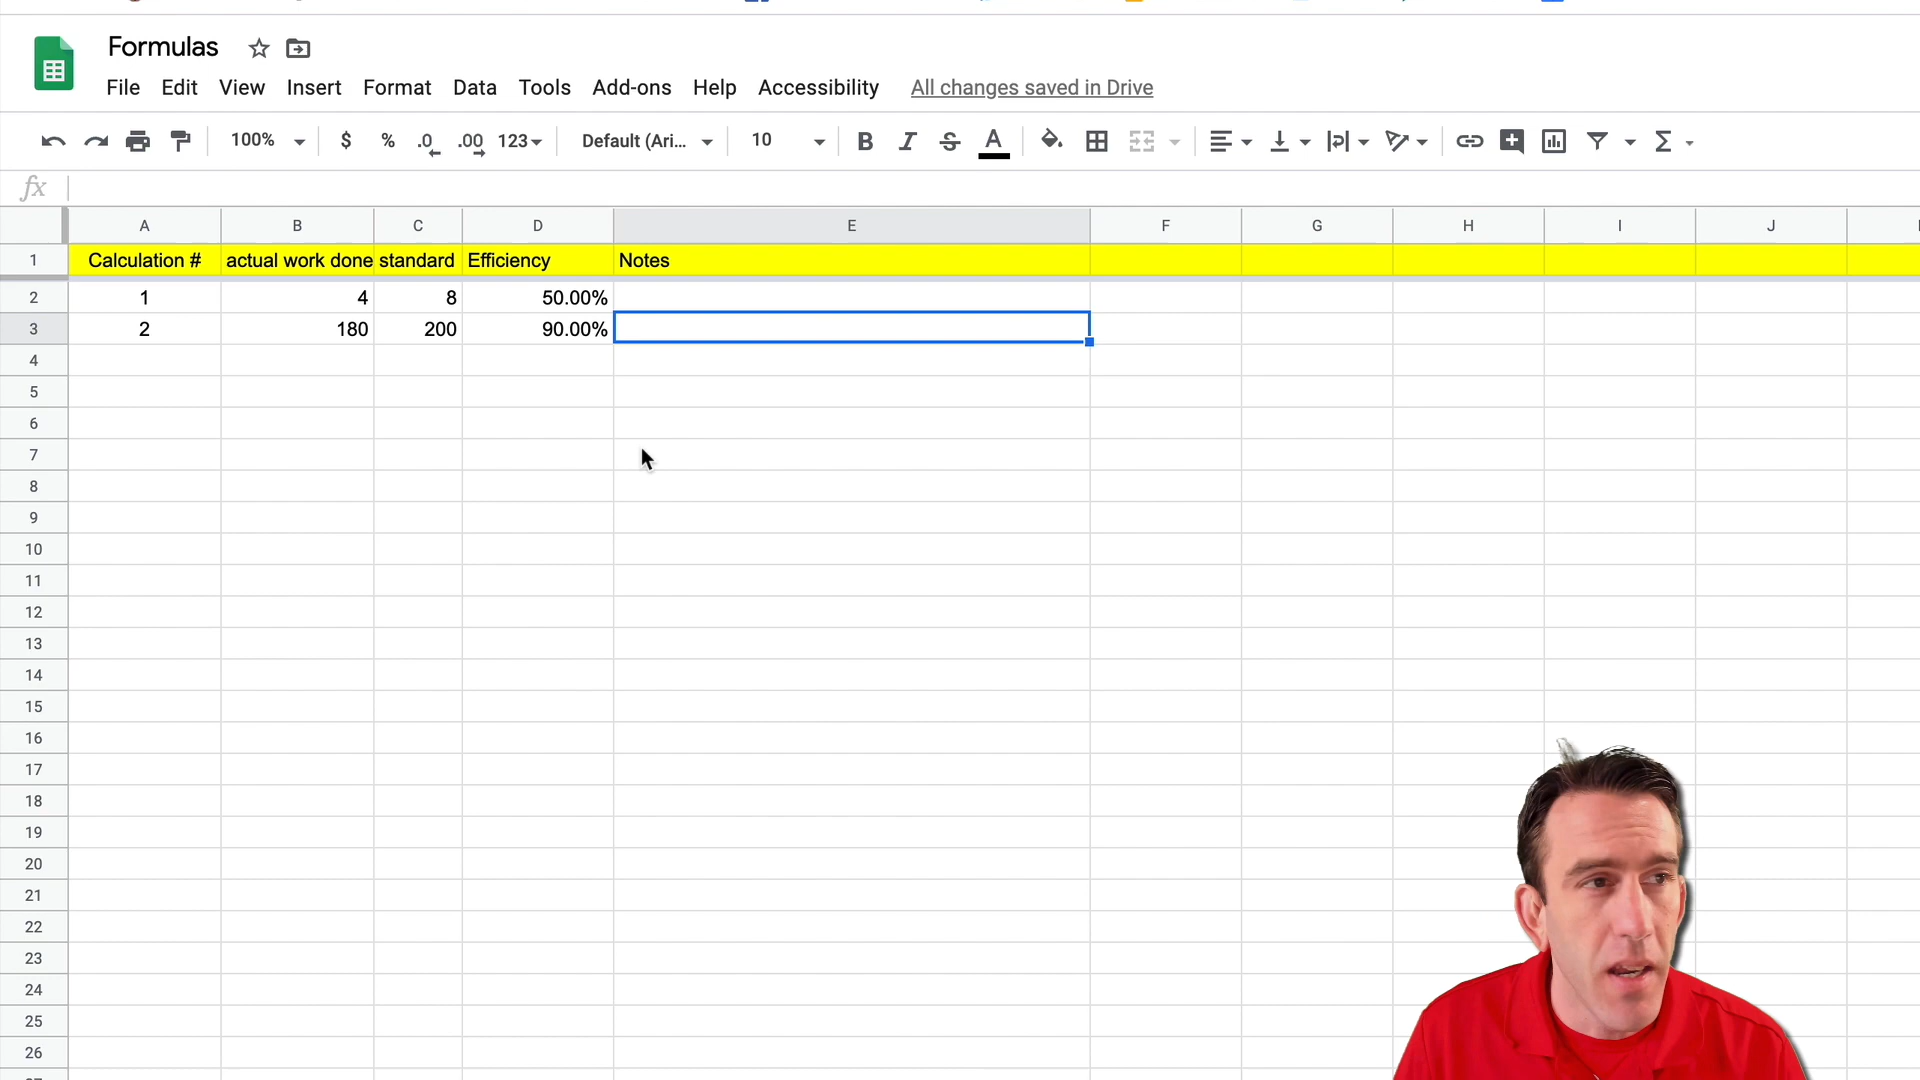 Formulas
File Edit View Insert Format Data Tools Add-ons Help Accessibility All changes saved in Drive
100% $ % .0 .00 123 Default (Ari... 10 B I S A Σ
fx
A B C D E F G H I J
1 Calculation # actual work done standard Efficiency Notes
2 1 4 8 50.00%
3 2 180 200 90.00%
4
5
6
7
8
9
10
11
12
13
14
15
16
17
18
19
20
21
22
23
24
25
26